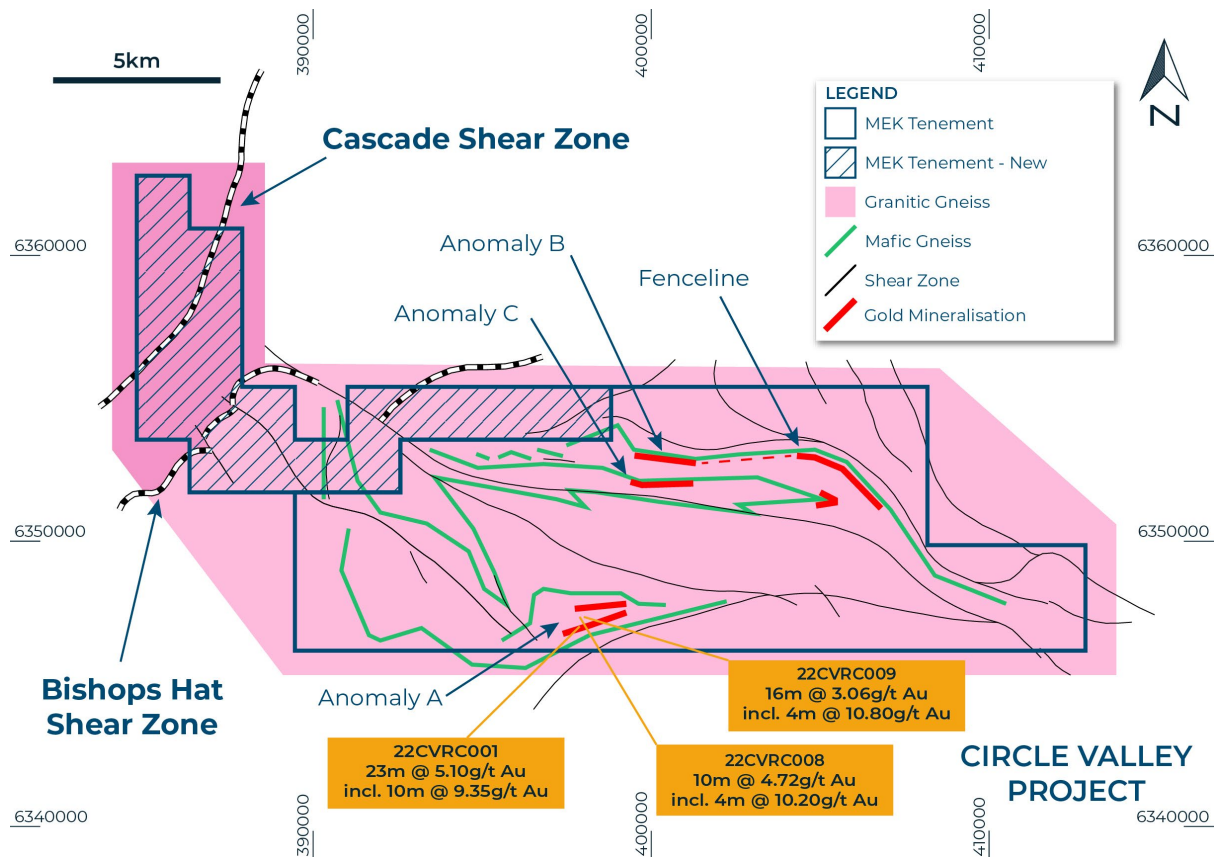 390000
400000
410000
5km
N
LEGEND
MEK Tenement
MEK Tenement - New
Granitic Gneiss
Mafic Gneiss
Shear Zone
Gold Mineralisation
Cascade Shear Zone
6360000
6360000
Anomaly B
Fenceline
Anomaly C
6350000
6350000
Bishops Hat
Shear Zone
Anomaly A
22CVRC009
16m @ 3.06g/t Au
incl. 4m @ 10.80g/t Au
22CVRC001
23m @ 5.10g/t Au
incl. 10m @ 9.35g/t Au
22CVRC008
10m @ 4.72g/t Au
incl. 4m @ 10.20g/t Au
CIRCLE VALLEY
PROJECT
6340000
6340000
390000
400000
410000